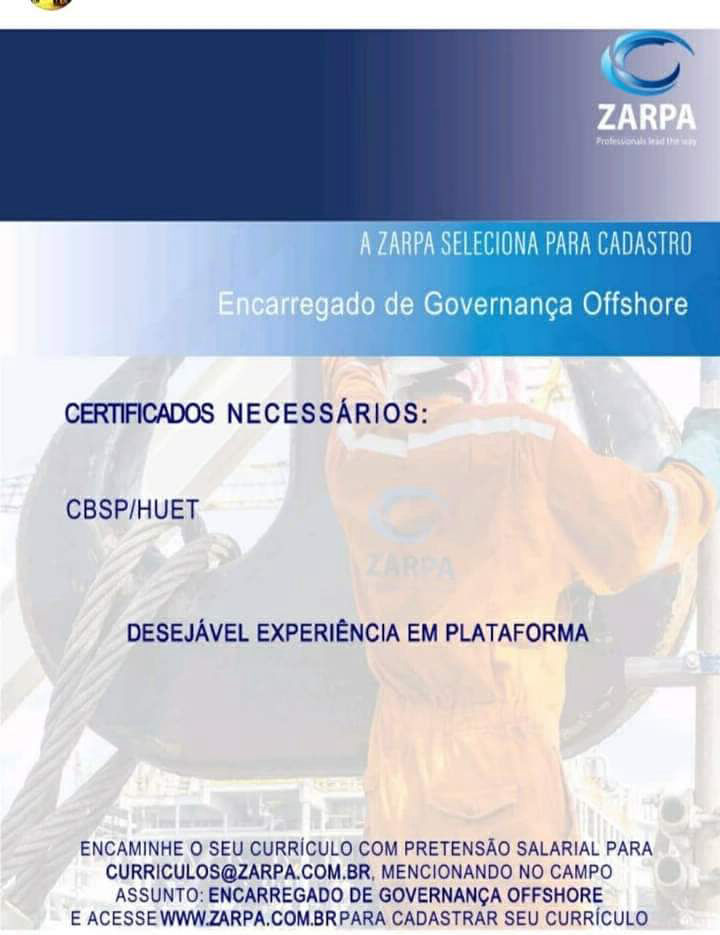 ZARPA
Professionals lead the way
A ZARPA SELECIONA PARA CADASTRO
Encarregado de Governança Offshore
CERTIFICADOS NECESSÁRIOS:
CBSP/HUET
ZARPA
DESEJÁVEL EXPERIÊNCIA EM PLATAFORMA
ENCAMINHE O SEU CURRÍCULO COM PRETENSÃO SALARIAL PARA
CURRICULOS@ZARPA.COM.BR, MENCIONANDO NO CAMPO
ASSUNTO: ENCARREGADO DE GOVERNANÇA OFFSHORE
E ACESSE WWW.ZARPA.COM.BR PARA CADASTRAR SEU CURRÍCULO